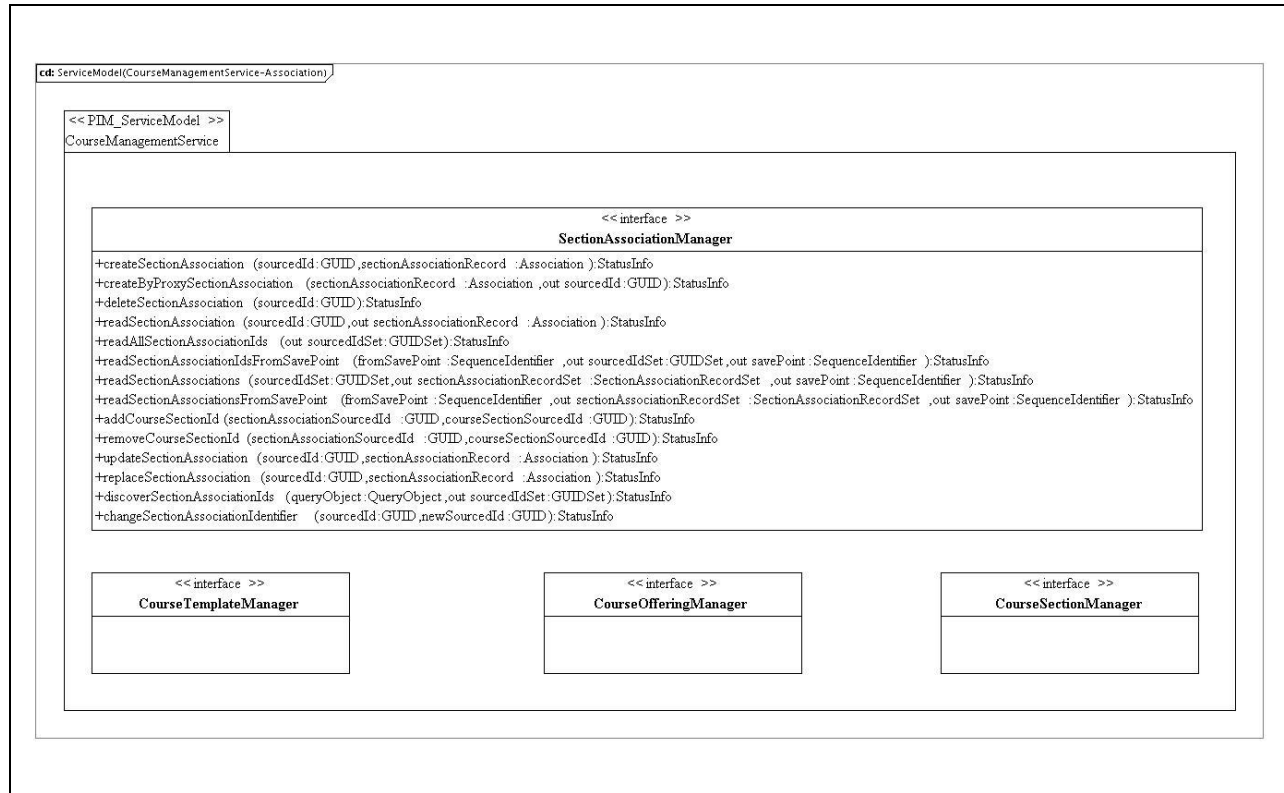 cd: ServiceModel(CourseManagementService-Association)
<< PIM_ServiceModel >>
CourseManagementService
<< interface >>
SectionAssociationManager
+createSectionAssociation (sourcedId:GUID,sectionAssociationRecord :Association ):StatusInfo
+createByProxySectionAssociation (sectionAssociationRecord :Association ,out sourcedId:GUID):StatusInfo
+deleteSectionAssociation (sourcedId:GUID):StatusInfo
+readSectionAssociation (sourcedId:GUID,out sectionAssociationRecord :Association ):StatusInfo
+readAllSectionAssociationIds (out sourcedIdSet:GUIDSet):StatusInfo
+readSectionAssociationIdsFromSavePoint (fromSavePoint :SequenceIdentifier ,out sourcedIdSet:GUIDSet,out savePoint:SequenceIdentifier ):StatusInfo
+readSectionAssociations (sourcedIdSet:GUIDSet,out sectionAssociationRecordSet :SectionAssociationRecordSet ,out savePoint:SequenceIdentifier ):StatusInfo
+readSectionAssociationsFromSavePoint (fromSavePoint :SequenceIdentifier ,out sectionAssociationRecordSet :SectionAssociationRecordSet ,out savePoint:SequenceIdentifier ):StatusInfo
+addCourseSectionId (sectionAssociationSourcedId :GUID,courseSectionSourcedId :GUID):StatusInfo
+removeCourseSectionId (sectionAssociationSourcedId :GUID,courseSectionSourcedId :GUID):StatusInfo
+updateSectionAssociation (sourcedId:GUID,sectionAssociationRecord :Association ):StatusInfo
+replaceSectionAssociation (sourcedId:GUID,sectionAssociationRecord :Association ):StatusInfo
+discoverSectionAssociationIds (queryObject:QueryObject,out sourcedIdSet:GUIDSet):StatusInfo
+changeSectionAssociationIdentifier (sourcedId:GUID,newSourcedId:GUID):StatusInfo
<< interface >>
CourseTemplateManager
<< interface >>
CourseOfferingManager
<< interface >>
CourseSectionManager